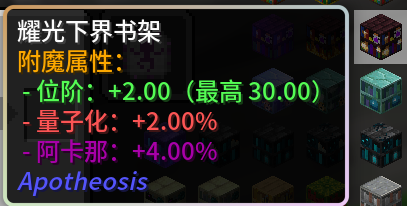 耀光下界书架
附魔属性：
- 位阶：+2.00（最高 30.00）
- 量子化：+2.00%
- 阿卡那：+4.00%
Apotheosis